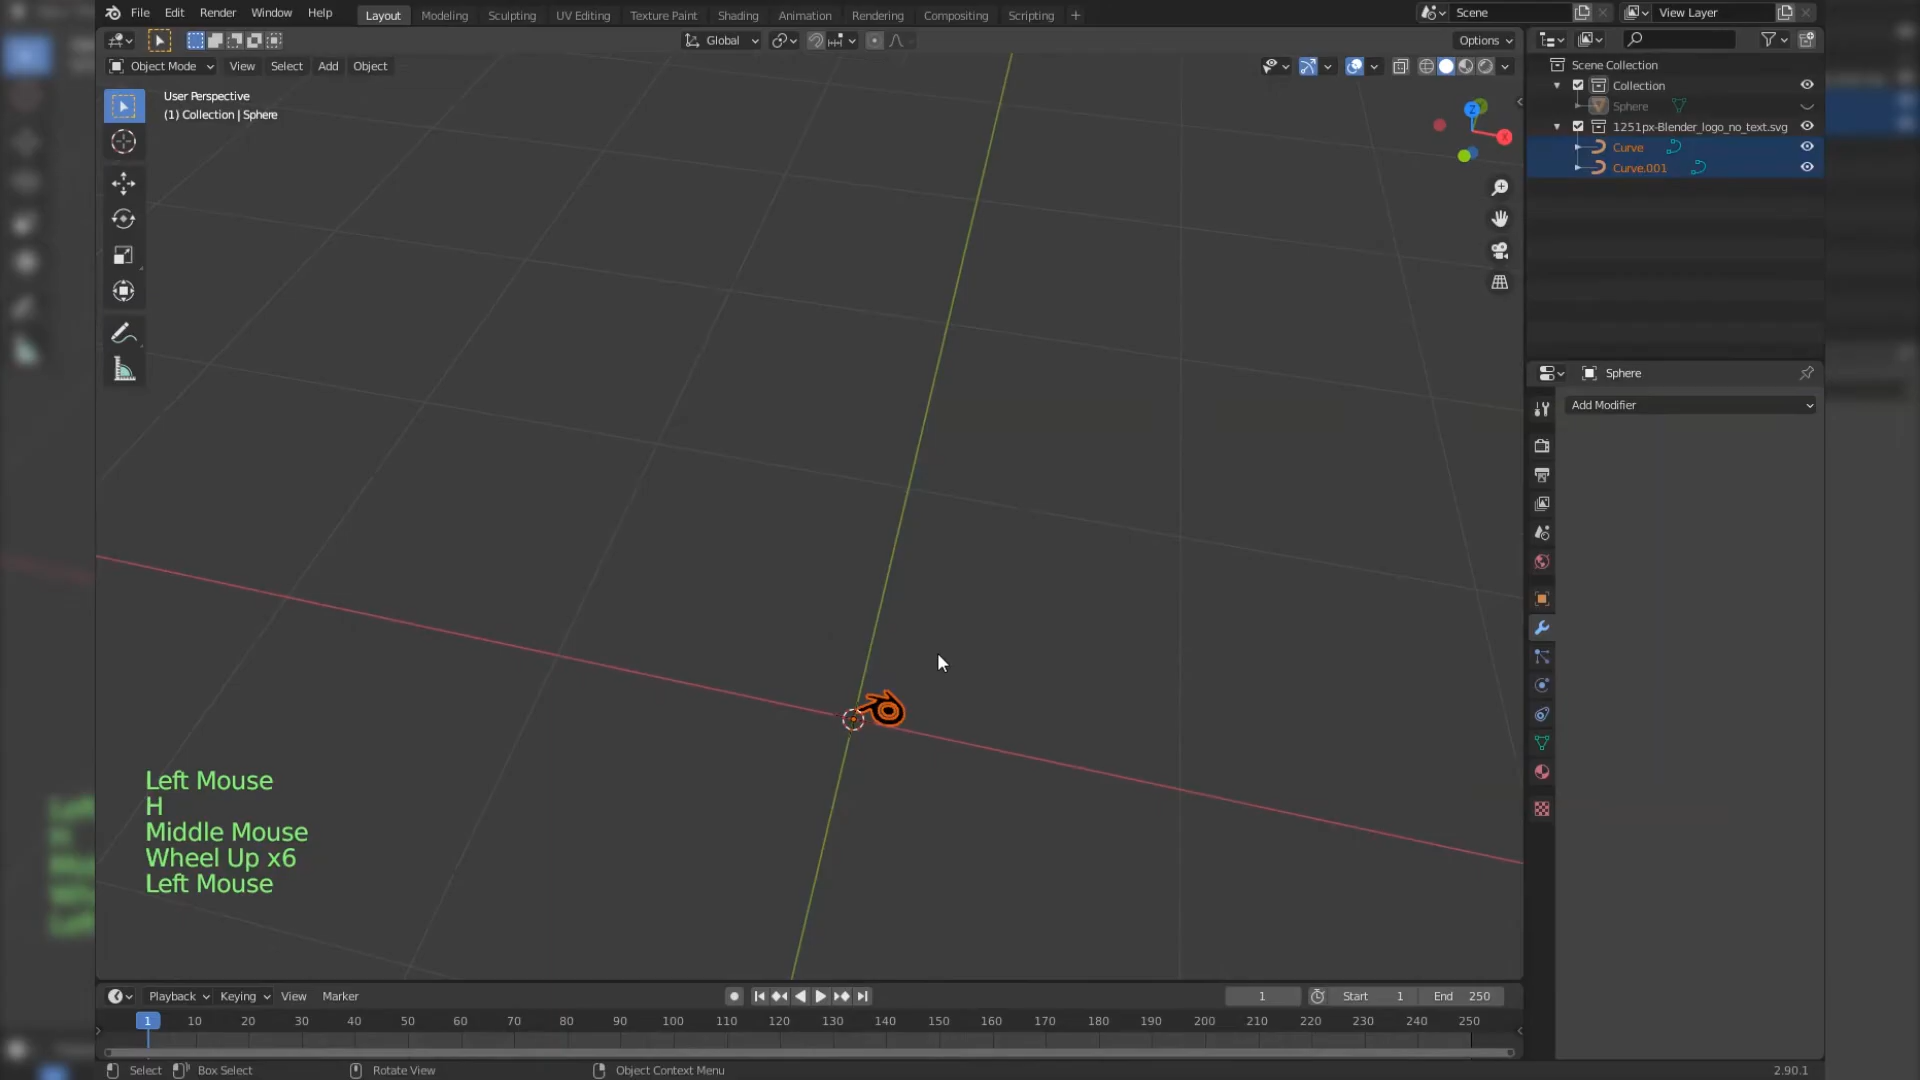 File Edit Render Window Help Layout Modeling Sculpting UV Editing Texture Paint Shading Animation Rendering Compositing Scripting + Scene View Layer
Global Options
Object Mode View Select Add Object
User Perspective
(1) Collection | Sphere
Z
X
Scene Collection
Collection
Sphere
1251px-Blender_logo_no_text.svg
Curve
Curve.001
Sphere
Add Modifier
Left Mouse
H
Middle Mouse
Wheel Up x6
Left Mouse
Playback Keying View Marker 1 Start 1 End 250
1 10 20 30 40 50 60 70 80 90 100 110 120 130 140 150 160 170 180 190 200 210 220 230 240 250
Select Box Select Rotate View Object Context Menu 2.90.1